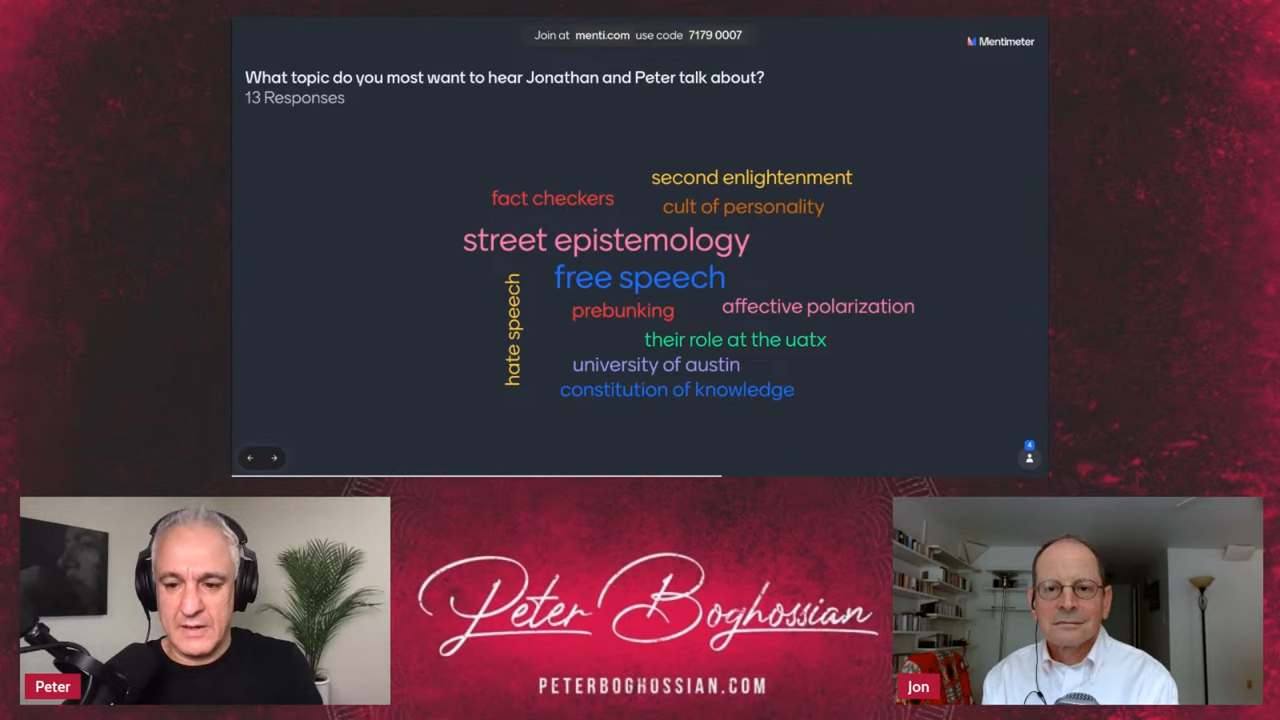 Join at menti.com use code 7179 0007
Mentimeter
What topic do you most want to hear Jonathan and Peter talk about?
13 Responses
second enlightenment
fact checkers
cult of personality
street epistemology
free speech
hate speech
prebunking
affective polarization
their role at the uatx
university of austin
constitution of knowledge
4
Peter Boghossian
PETERBOGHOSSIAN.COM
Peter
Jon